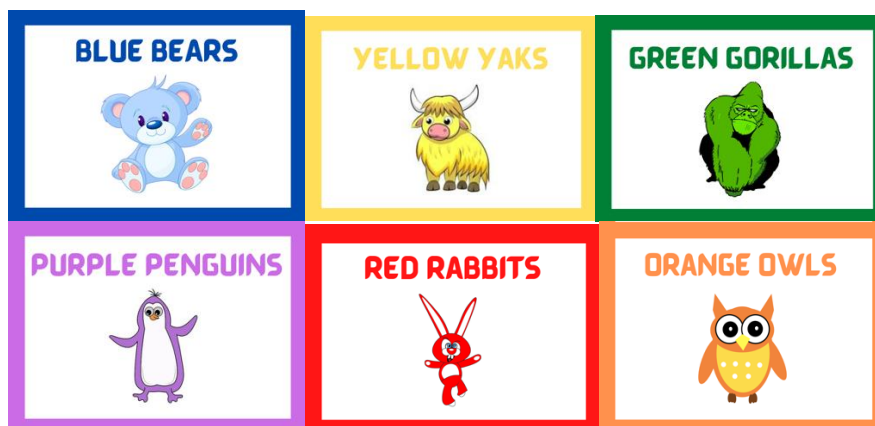 BLUE BEARS
YELLOW YAKS
GREEN GORILLAS
PURPLE PENGUINS
RED RABBITS
ORANGE OWLS